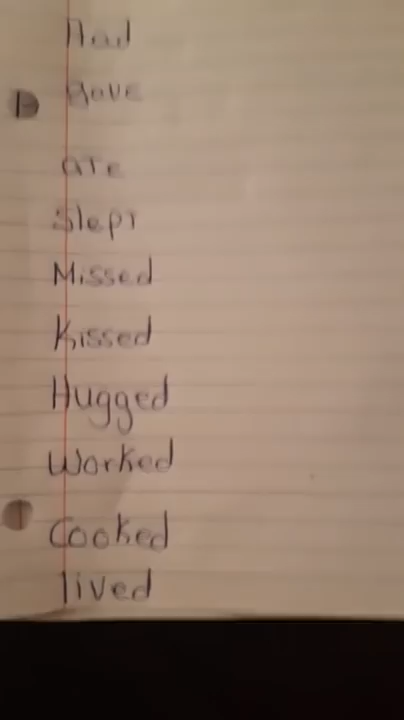 Had
Gave
ate
Slept
Missed
Kissed
Hugged
Worked
Cooked
lived